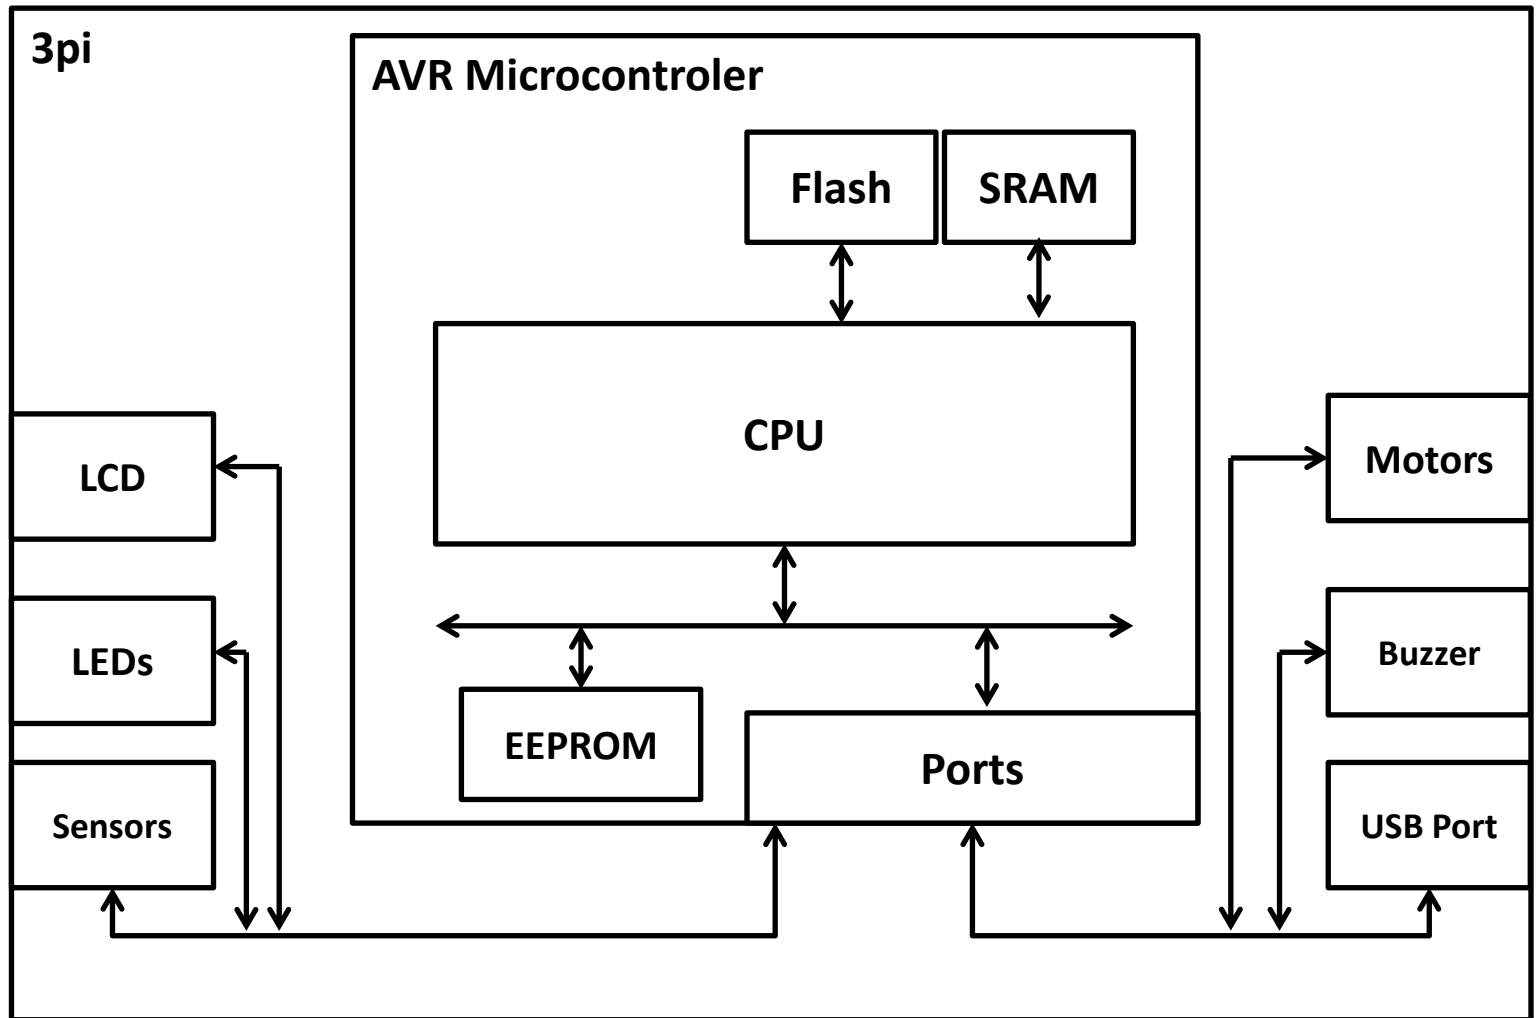 3pi
AVR Microcontroler
Flash
SRAM
CPU
LCD
Motors
LEDs
Buzzer
EEPROM
Ports
Sensors
USB Port